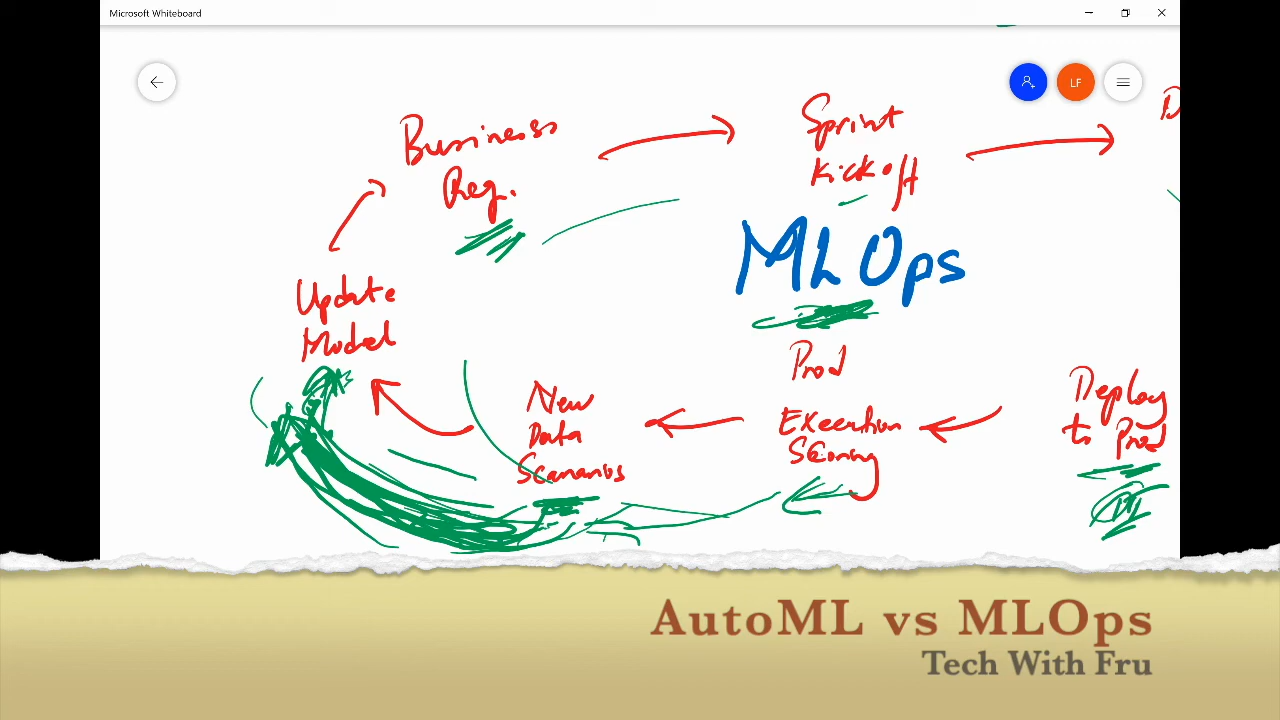 Microsoft Whiteboard
LF
Business
Req.
Sprint
Kickoff
D
MLOps
Update
Model
Prod
Execution
Scoring
New
Data
Scenarios
Deploy
to Prod
AutoML vs MLOps
Tech With Fru